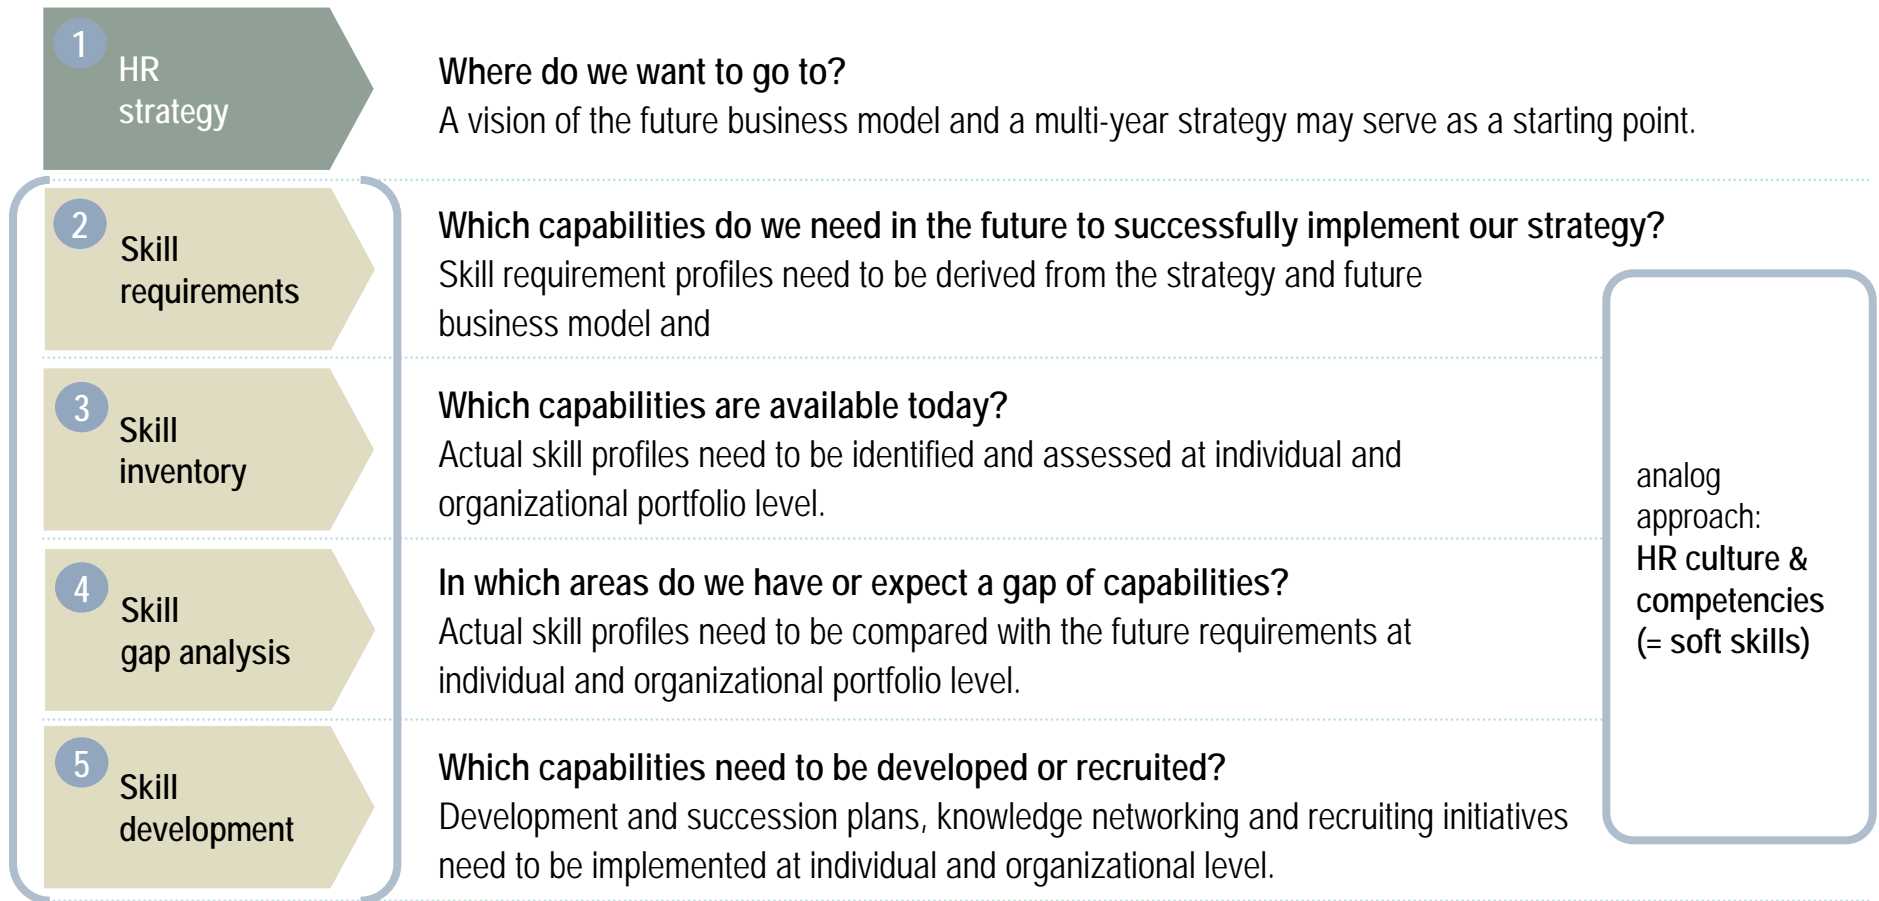 1
HR
strategy
Where do we want to go to?
A vision of the future business model and a multi-year strategy may serve as a starting point.
2
Skill
requirements
Which capabilities do we need in the future to successfully implement our strategy?
Skill requirement profiles need to be derived from the strategy and future
business model and
3
Skill
inventory
Which capabilities are available today?
Actual skill profiles need to be identified and assessed at individual and
organizational portfolio level.
4
Skill
gap analysis
In which areas do we have or expect a gap of capabilities?
Actual skill profiles need to be compared with the future requirements at
individual and organizational portfolio level.
5
Skill
development
Which capabilities need to be developed or recruited?
Development and succession plans, knowledge networking and recruiting initiatives
need to be implemented at individual and organizational level.
analog
approach:
HR culture &
competencies
(= soft skills)